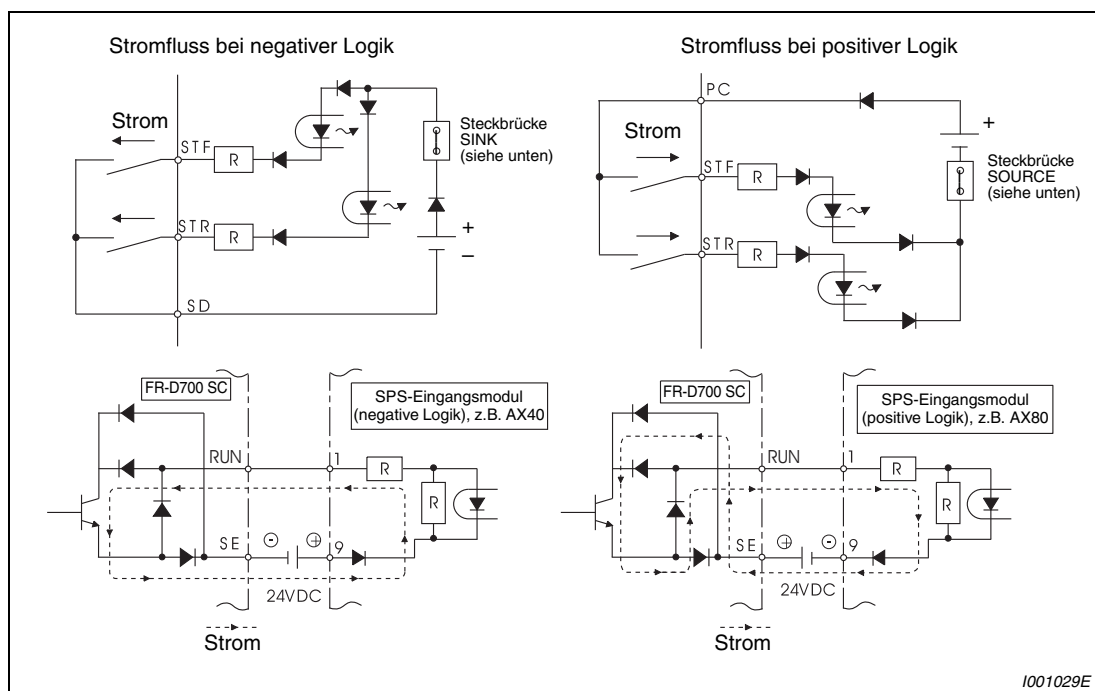 Stromfluss bei negativer Logik
Strom
STF
R
STR
R
SD
Steckbrücke
SINK
(siehe unten)
+
–
Stromfluss bei positiver Logik
PC
Strom
STF
R
STR
R
+
Steckbrücke
SOURCE
(siehe unten)
FR-D700 SC
SPS-Eingangsmodul
(negative Logik), z.B. AX40
RUN
1
R
R
SE
- +
9
24VDC
Strom
FR-D700 SC
SPS-Eingangsmodul
(positive Logik), z.B. AX80
RUN
1
R
R
SE
+ -
9
24VDC
Strom
I001029E